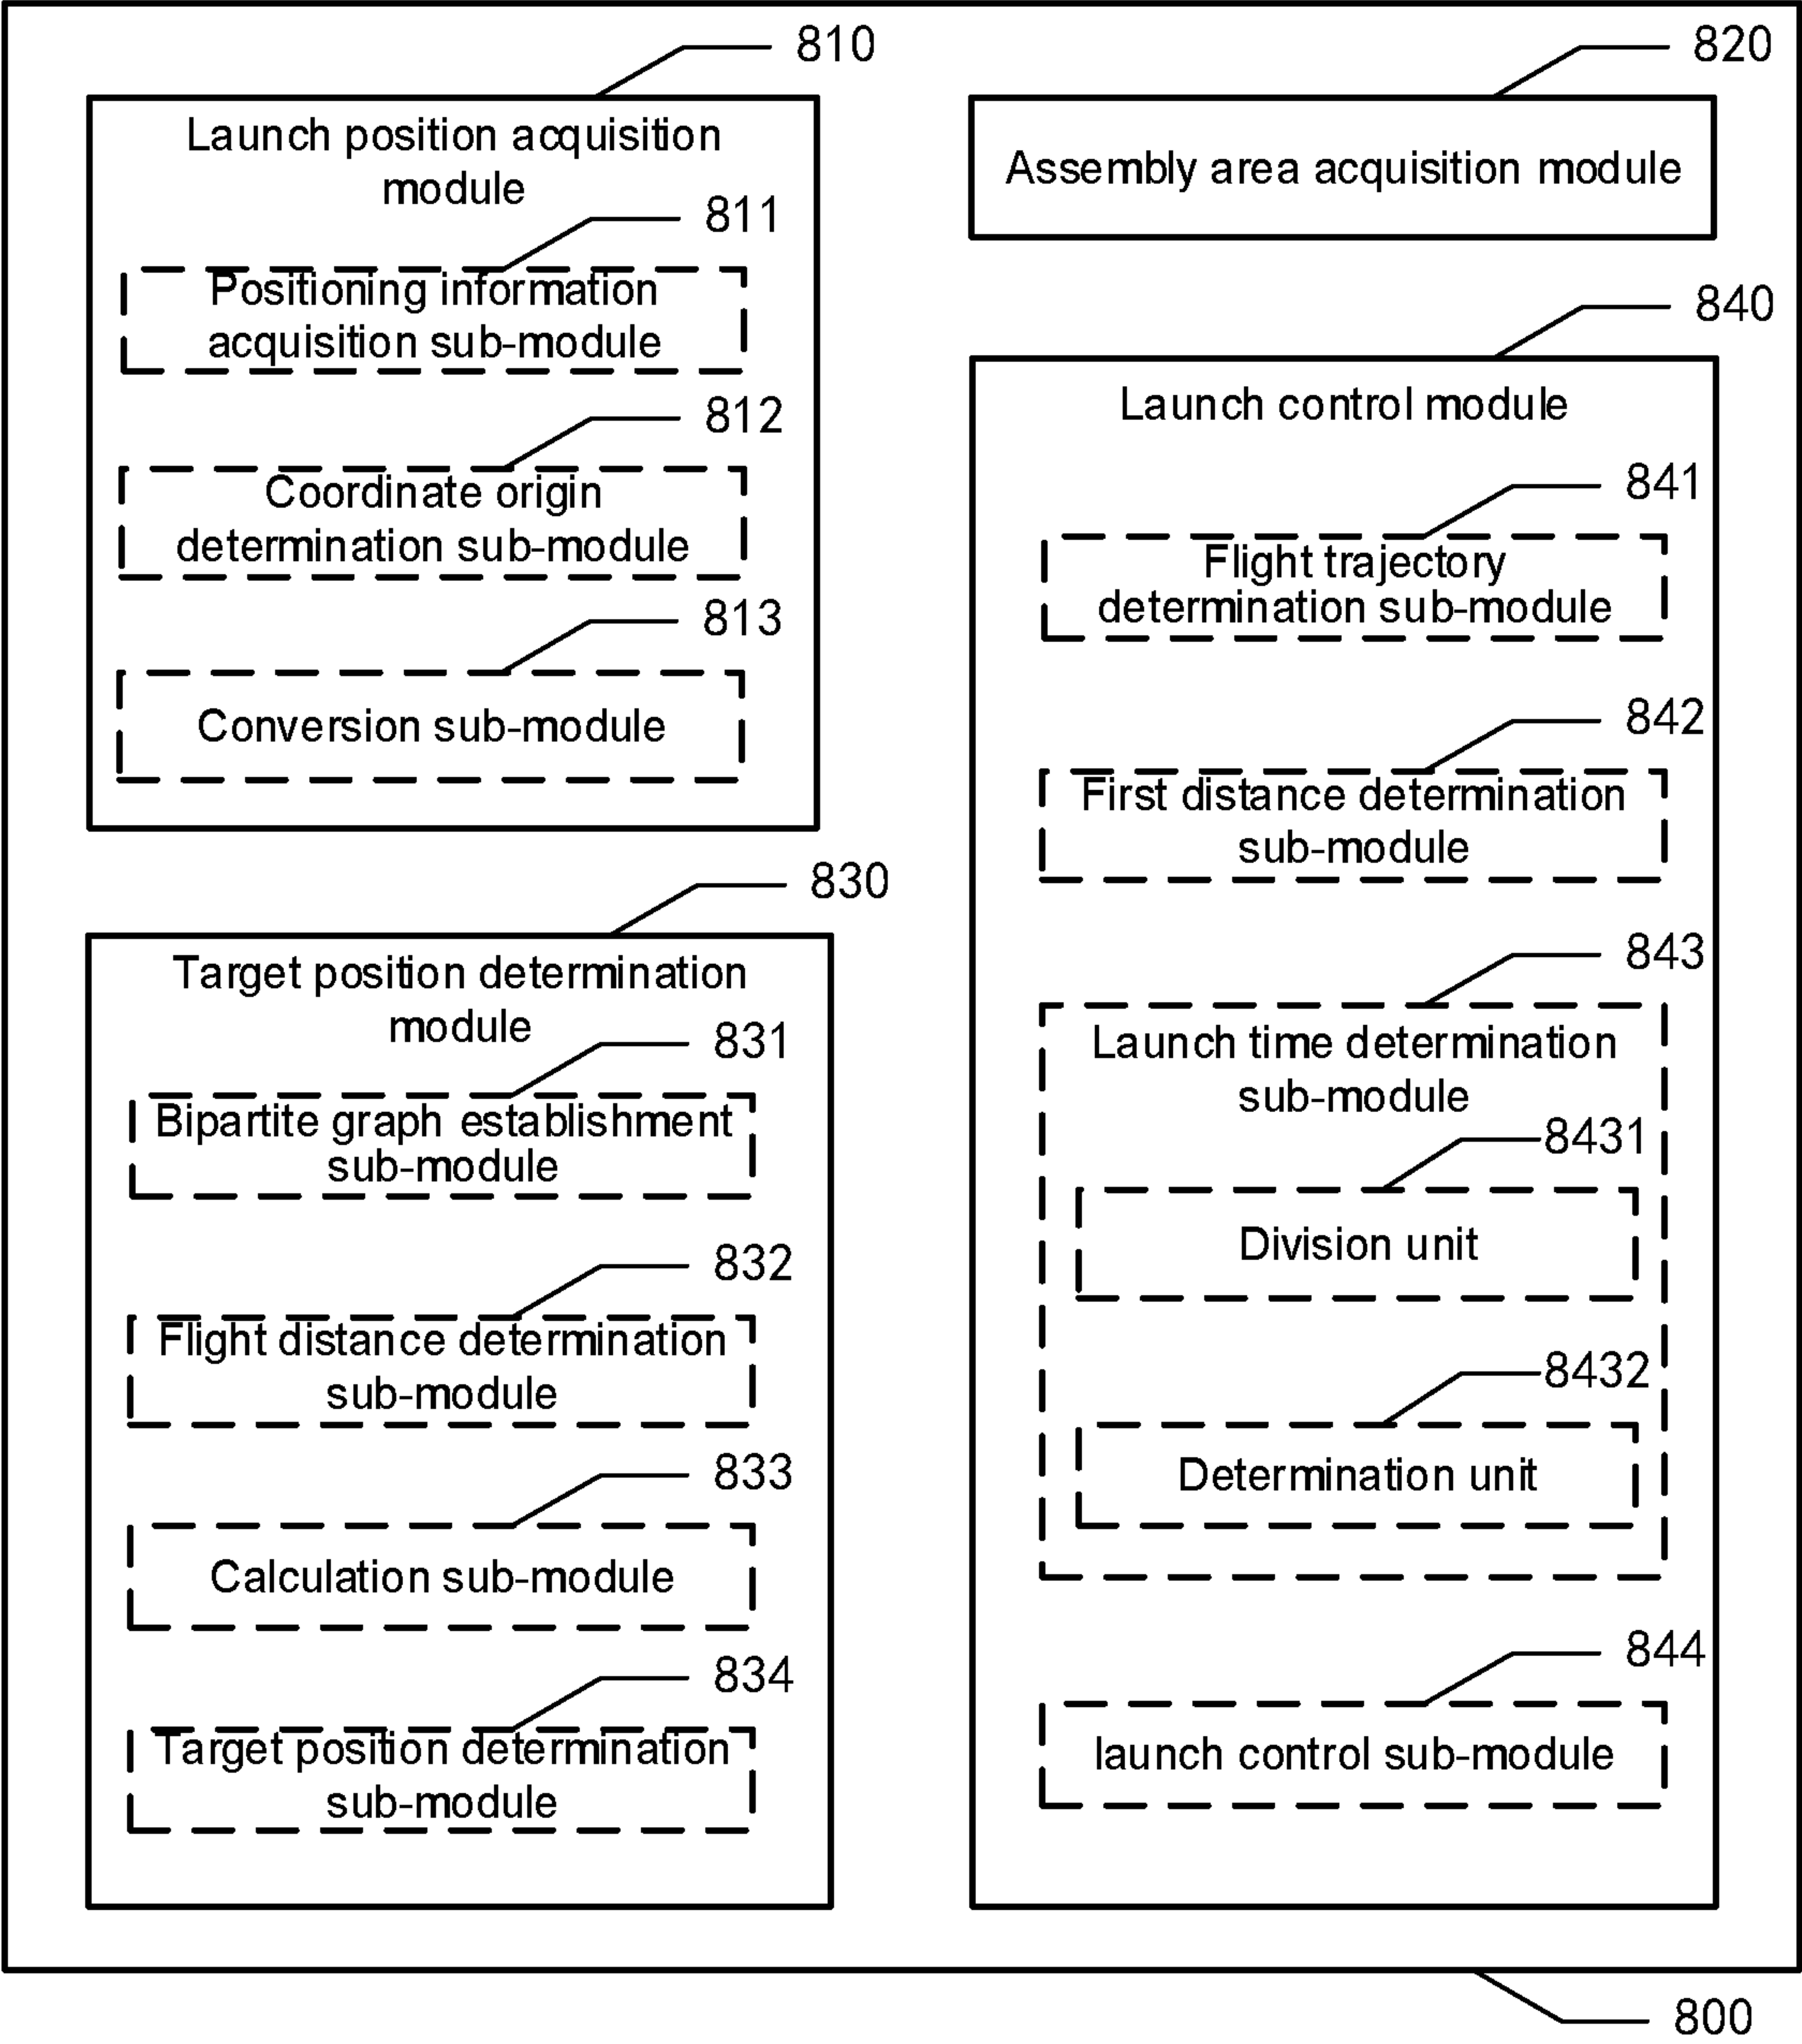 810
Launch position acquisition
module
811
Positioning information
acquisition sub-module
812
Coordinate origin
determination sub-module
813
Conversion sub-module
820
Assembly area acquisition module
830
Target position determination
module
831
Bipartite graph establishment
sub-module
832
Flight distance determination
sub-module
833
Calculation sub-module
834
Target position determination
sub-module
840
Launch control module
841
Flight trajectory
determination sub-module
842
First distance determination
sub-module
843
Launch time determination
sub-module
8431
Division unit
8432
Determination unit
844
launch control sub-module
800